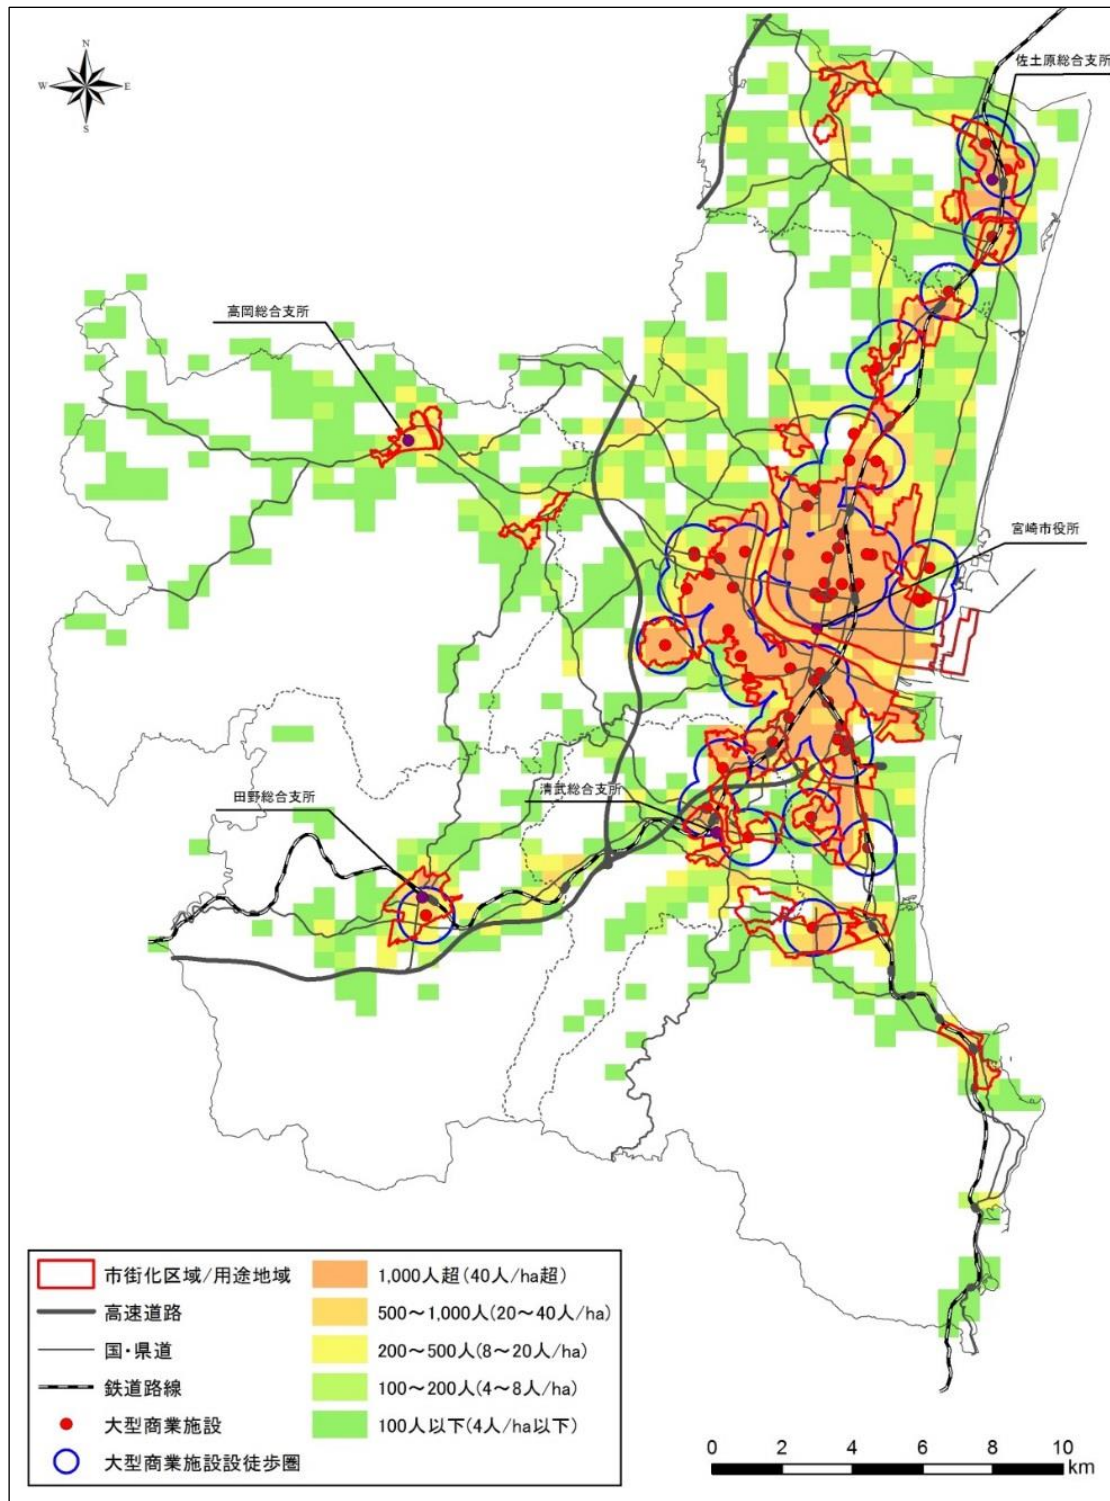 N
W
E
S
佐土原総合支所
高岡総合支所
宮崎市役所
田野総合支所
清武総合支所
市街化区域/用途地域
高速道路
国・県道
鉄道路線
大型商業施設
大型商業施設設徒歩圏
1,000人超(40人/ha超)
500～1,000人(20～40人/ha)
200～500人(8～20人/ha)
100～200人(4～8人/ha)
100人以下(4人/ha以下)
0 2 4 6 8 10
km